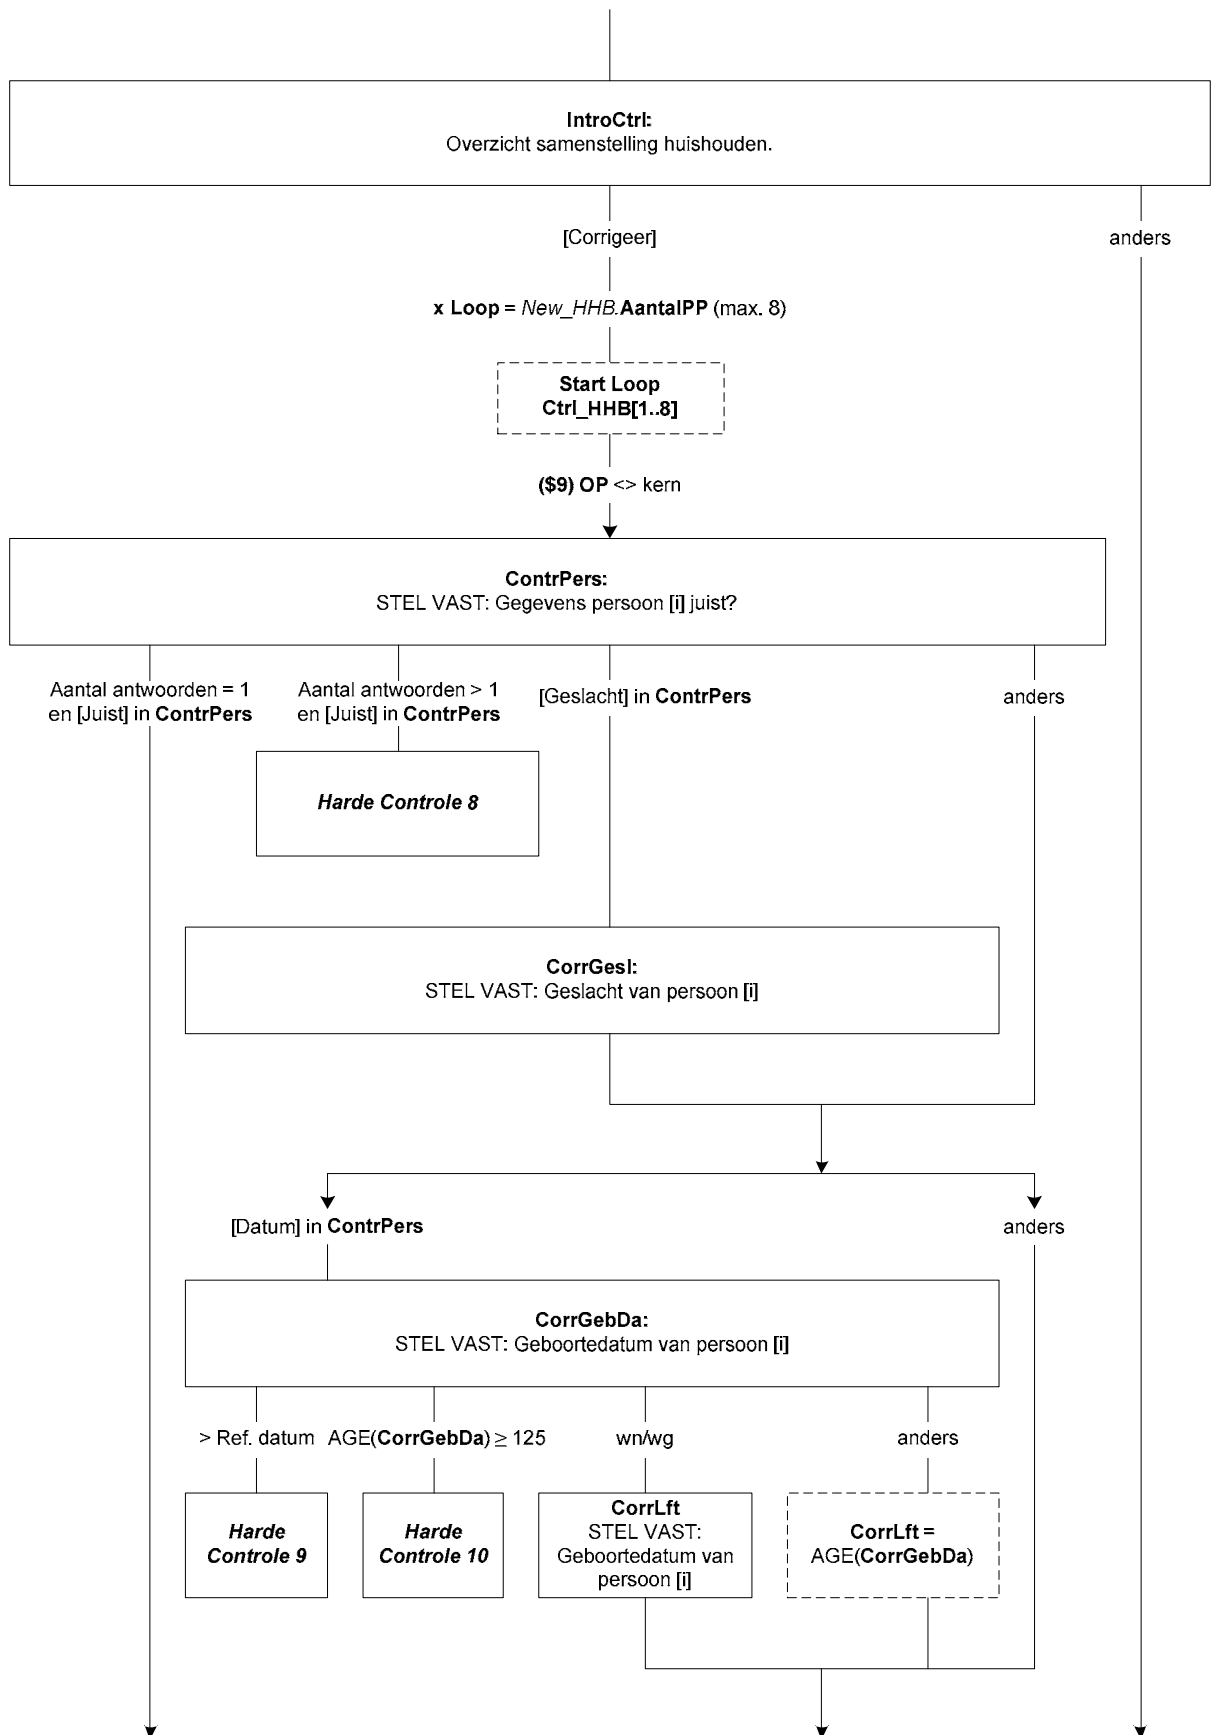 IntroCtrl:
Overzicht samenstelling huishouden.
[Corrigeer]
anders
x Loop = New_HHB.AantalPP (max. 8)
Start Loop
Ctrl_HHB[1..8]
($9) OP <> kern
ContrPers:
STEL VAST: Gegevens persoon [i] juist?
Aantal antwoorden = 1
en [Juist] in ContrPers
Aantal antwoorden > 1
en [Juist] in ContrPers
[Geslacht] in ContrPers
anders
Harde Controle 8
CorrGesl:
STEL VAST: Geslacht van persoon [i]
[Datum] in ContrPers
anders
CorrGebDa:
STEL VAST: Geboortedatum van persoon [i]
> Ref. datum
AGE(CorrGebDa) ≥ 125
wn/wg
anders
Harde
Controle 9
Harde
Controle 10
CorrLft
STEL VAST:
Geboortedatum van
persoon [i]
CorrLft =
AGE(CorrGebDa)